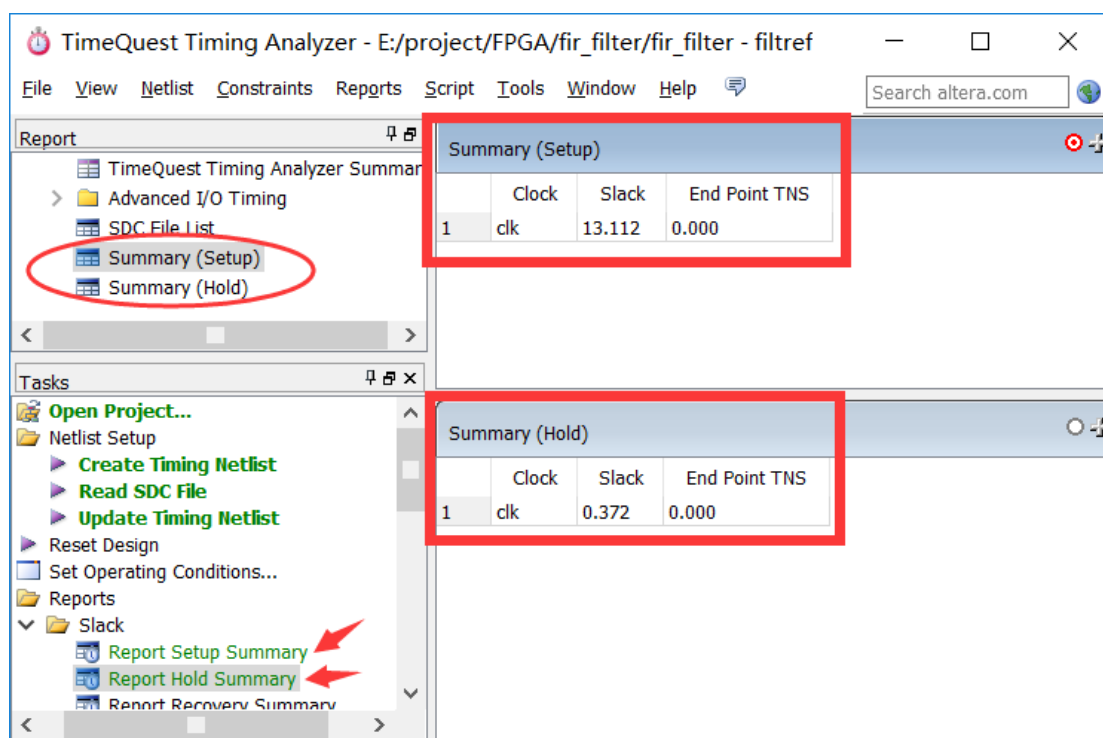 TimeQuest Timing Analyzer - E:/project/FPGA/fir_filter/fir_filter - filtref
File View Netlist Constraints Reports Script Tools Window Help
Search altera.com
Report
TimeQuest Timing Analyzer Summar
Advanced I/O Timing
SDC File List
Summary (Setup)
Summary (Hold)
Tasks
Open Project...
Netlist Setup
Create Timing Netlist
Read SDC File
Update Timing Netlist
Reset Design
Set Operating Conditions...
Reports
Slack
Report Setup Summary
Report Hold Summary
Report Recovery Summary
Summary (Setup)
Clock Slack End Point TNS
1 clk 13.112 0.000
Summary (Hold)
Clock Slack End Point TNS
1 clk 0.372 0.000